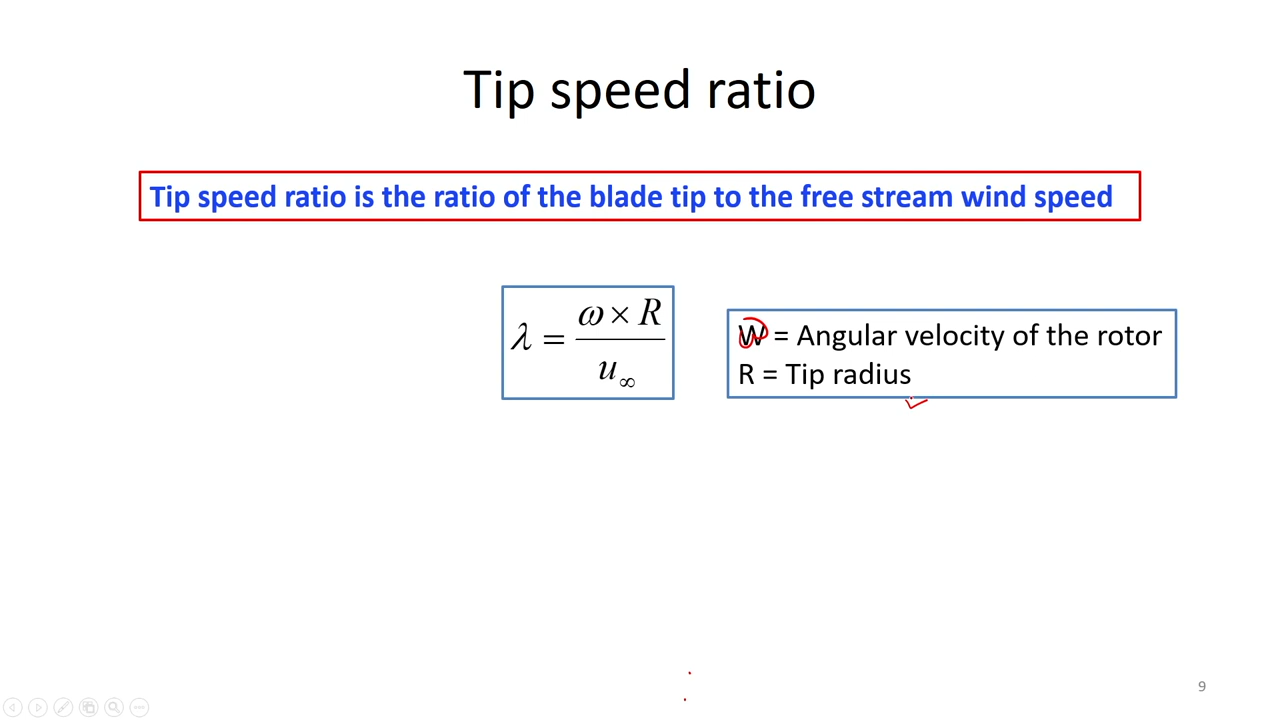 Tip speed ratio
Tip speed ratio is the ratio of the blade tip to the free stream wind speed
λ = ω × R / u∞
W = Angular velocity of the rotor
R = Tip radius
9